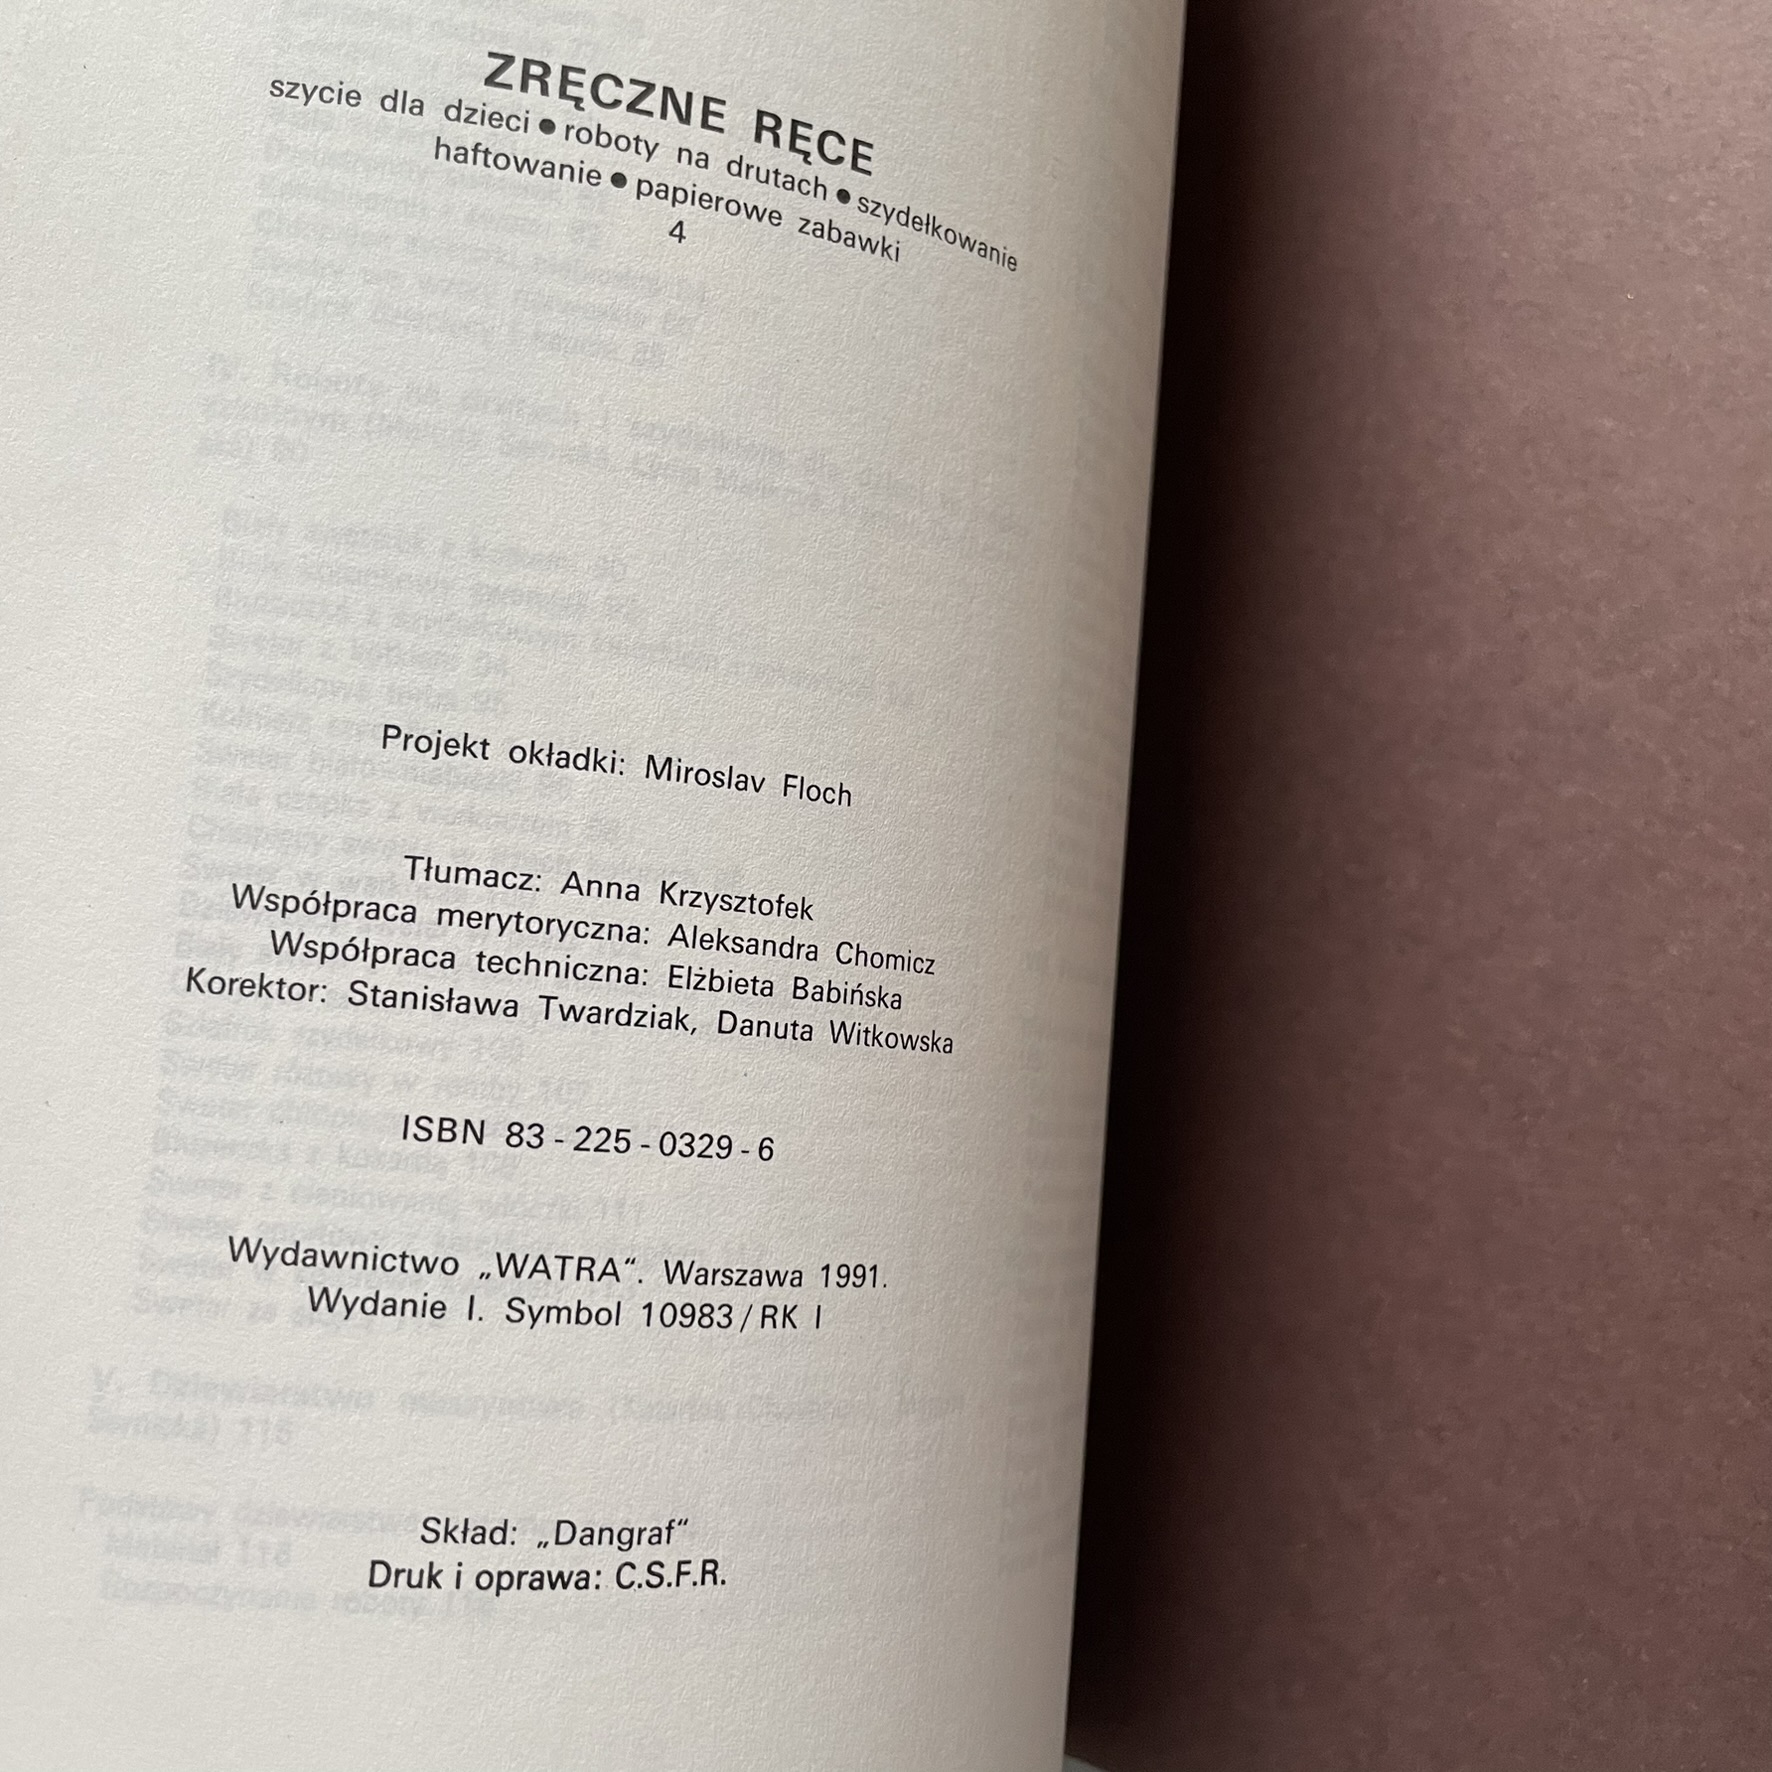 ZRĘCZNE RĘCE
szycie dla dzieci ● roboty na drutach ● szydełkowanie
haftowanie ● papierowe zabawki
4
Projekt okładki: Miroslav Floch
Tłumacz: Anna Krzysztofek
Współpraca merytoryczna: Aleksandra Chomicz
Współpraca techniczna: Elżbieta Babińska
Korektor: Stanisława Twardziak, Danuta Witkowska
ISBN 83 - 225 - 0329 - 6
Wydawnictwo „WATRA“. Warszawa 1991.
Wydanie I. Symbol 10983 / RK I
Skład: „Dangraf“
Druk i oprawa: C.S.F.R.